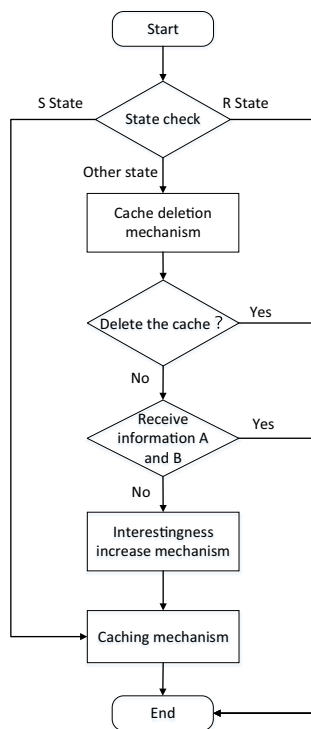 Start
S State
R State
State check
Other state
Cache deletion
mechanism
Delete the cache？
Yes
No
Receive
information A
and B
Yes
No
Interestingness
increase mechanism
Caching mechanism
End